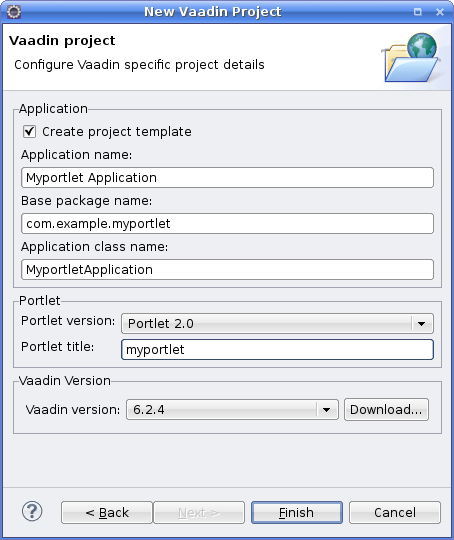 New Vaadin Project
Vaadin project
Configure Vaadin specific project details
Application
Create project template
Application name:
Myportlet Application
Base package name:
com.example.myportlet
Application class name:
MyportletApplication
Portlet
Portlet version: Portlet 2.0
Portlet title: myportlet
Vaadin Version
Vaadin version: 6.2.4 Download...
? < Back Next > Finish Cancel